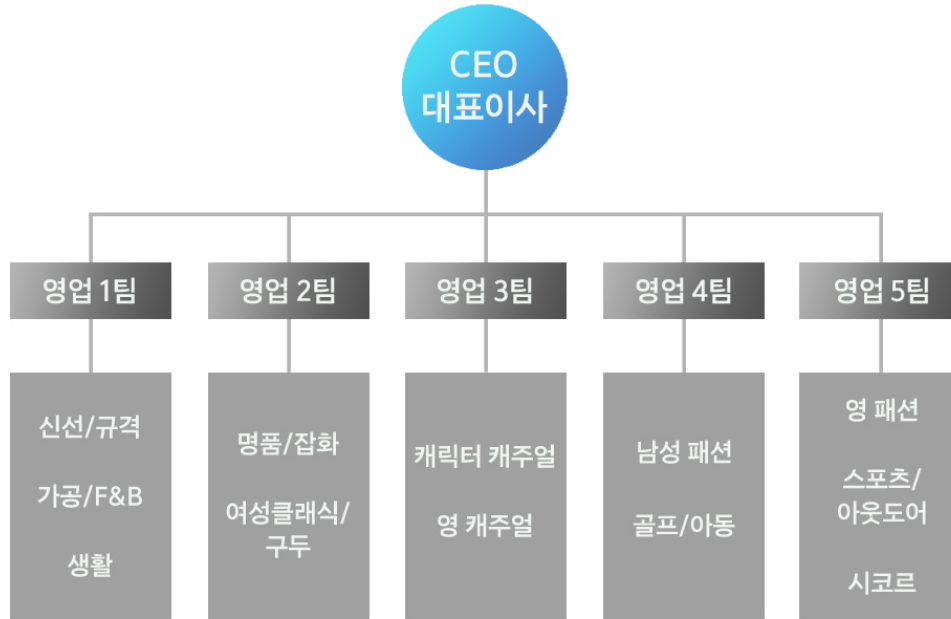 CEO
대표이사
영업 1팀
영업 2팀
영업 3팀
영업 4팀
영업 5팀
신선/규격
가공/F&B
생활
명품/잡화
여성클래식/
구두
캐릭터 캐주얼
영 캐주얼
남성 패션
골프/아동
영 패션
스포츠/
아웃도어
시코르